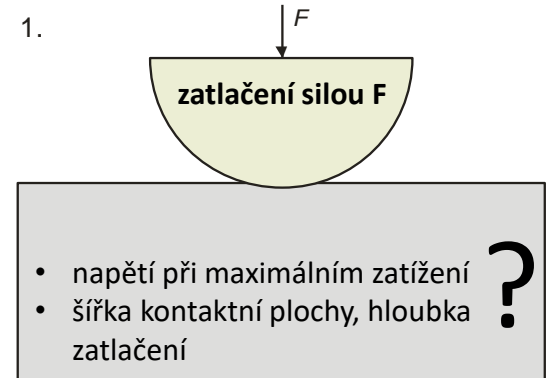 1.
F
zatlačení silou F
• napětí při maximálním zatížení
• šířka kontaktní plochy, hloubka
zatlačení
?